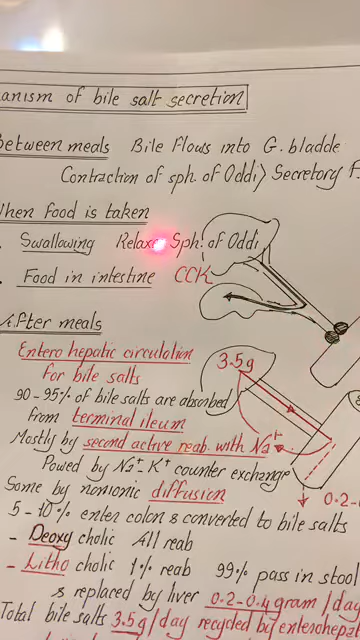 anism of bile salt secretion
between meals Bile Flows into G. bladde
Contraction of sph. of Oddi > Secretory P.
When food is taken
. Swallowing Relaxe Sph. of Oddi
. Food in intestine CCK
After meals
Entero hepatic circulation
for bile salts
3.5g
90-95% of bile salts are absorbed
from terminal ileum
Mostly by second active reab. with Na+
Powed by Na+-K+ counter exchange
Some by nonionic diffusion
0.2-
5-10% enter colon & converted to bile salts
- Deoxy cholic All reab
- Litho cholic 1% reab 99% pass in stool
& replaced by liver 0.2-0.4 gram/day
Total bile salts 3.5g/day recycled by